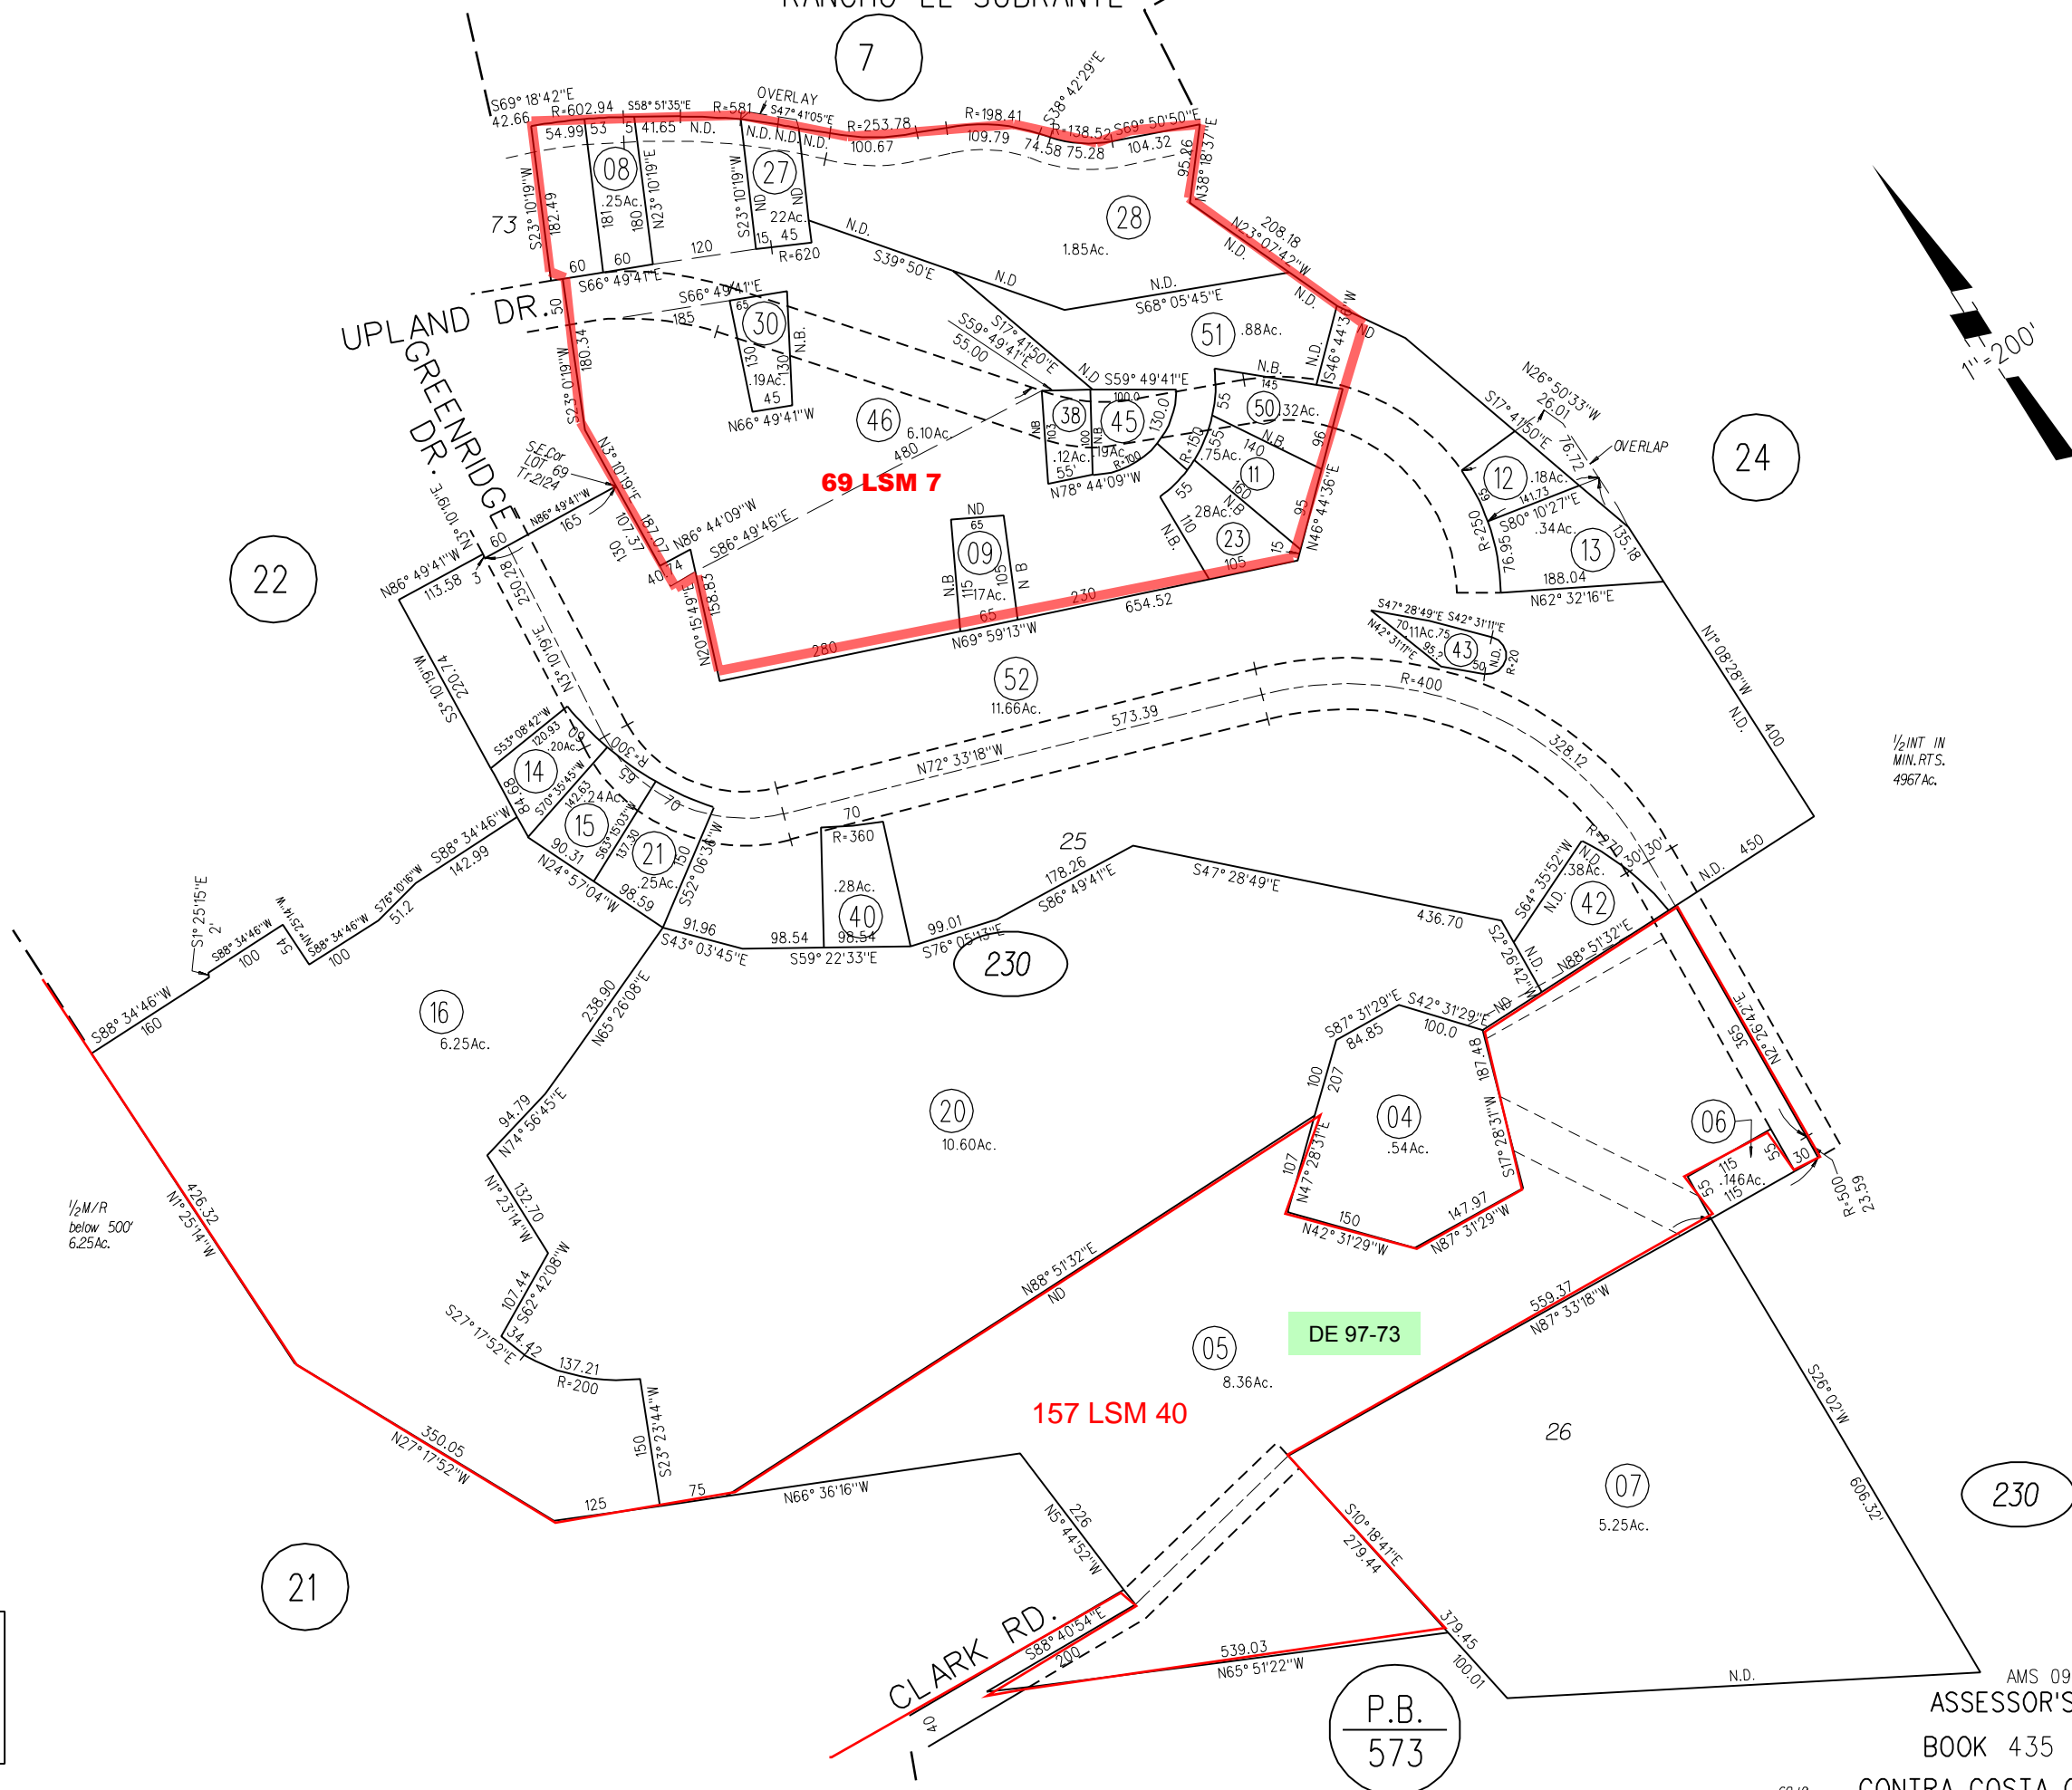 RANCHO EL SOBRANTE
7
S69° 18'42"E
42.66
R=602.94
S58° 51'35"E
R=581
OVERLAY
S47° 41'05"E
R=253.78
R=198.41
S38° 42'29"E
R=138.52
S69° 50'50"E
54.99
53
5
41.65
N.D.
N.D.
N.D.
N.D.
100.67
109.79
74.58
75.28
104.32
95.26
N38° 18'37"E
73
S23° 10'19"W
182.49
08
.25Ac.
181
180
N23° 10'19"E
S23° 10'19"W
ND
27
22Ac.
ND
15
45
R=620
60
60
120
S66° 49'41"E
28
1.85Ac.
208.18
N23° 07'42"W
N.D.
N.D.
S39° 50'E
N.D
N.D.
S68° 05'45"E
N.D.
ND
UPLAND DR.
50
180.34
S23° 10'19"W
S66° 49'41"E
185
65
30
130
130
N.B.
.19Ac.
45
N66° 49'41"W
S17° 41'50"E
S59° 49'41"E
55.00
N.D
51
.88Ac.
N.D.
S46° 44'36"W
S59° 49'41"E
100.0
N.B.
145
50
.32Ac.
55
38
NB
103
100
N.B
.12Ac.
55'
45
.19Ac.
130.01
R=100
N78° 44'09"W
R=150
55
.75Ac.
140
N.B.
11
96
95
N46° 44'36"E
160
N.B
28Ac.
23
55
110
N.B.
15
105
46
6.10Ac.
480
69 LSM 7
GREENRIDGE DR.
N3° 10'19"E
S.E.Cor
LOT 69
Tr.2124
N3° 10'19"E
187.07
107.37
130
N86° 49'41"W
165
60
N86° 44'09"W
S86° 49'46"E
40.74
158.83
N20° 15'49"E
ND
65
09
N.B
115
105
N B
17Ac.
65
280
230
654.52
N69° 59'13"W
N26° 50'33"W
26.01
S17° 41'50"E
76.72
OVERLAP
12
.18Ac.
65
141.73
S80° 10'27"E
.34Ac.
13
135.18
R=250
76.95
188.04
N62° 32'16"E
24
1"=200'
22
N86° 49'41"W
113.58
3
250.28
N3° 10'19"E
220.74
S3° 10'19"W
S47° 28'49"E
S42° 31'11"E
70
.11Ac.
75
43
N42° 31'11"E
95.2
50
N.D.
R=20
52
11.66Ac.
R=400
573.39
N72° 33'18"W
328.12
N1° 08'28"W
N.D.
400
½INT IN
MIN.RTS.
4967Ac.
S53° 08'42"W
120.93
60
.20Ac.
14
84.68
S70° 35'45"W
142.63
.24Ac.
15
R=300
65
70
S63° 15'03"W
137.30
21
25Ac.
150
S52° 06'36"W
90.31
N24° 57'04"W
98.59
S88° 34'46"W
142.99
S76° 10'16"W
51.2
S88° 34'46"W
100
N1° 25'14"W
54
S88° 34'46"W
100
S1° 25'15"E
2'
S88° 34'46"W
160
70
R=360
.28Ac.
40
25
178.26
S86° 49'41"E
S47° 28'49"E
436.70
S2° 26'42"W
N.D.
91.96
S43° 03'45"E
98.54
98.54
S59° 22'33"E
99.01
S76° 05'13"E
230
R=270
30'
30'
450
N.D.
N.D.
.38Ac.
42
S64° 35'52"W
N.D.
N88° 51'32"E
ND
16
6.25Ac.
238.90
N65° 26'08"E
94.79
N74° 56'45"E
132.70
N1° 23'14"W
107.44
S62° 42'08"W
S27° 17'52"E
34.42
137.21
R=200
150
S23° 23'44"W
20
10.60Ac.
S87° 31'29"E
84.85
S42° 31'29"E
100.0
100
207
04
.54Ac.
187.48
S17° 28'31"W
107
N47° 28'31"E
150
N42° 31'29"W
147.97
N87° 31'29"W
365
N2° 26'42"E
06
115
.146Ac.
115
55
55
30
R=500
23.59
½M/R
below 500'
6.25Ac.
426.32
N1° 25'14"W
350.05
N27° 17'52"W
125
75
N66° 36'16"W
N88° 51'32"E
ND
05
8.36Ac.
DE 97-73
157 LSM 40
559.37
N87° 33'18"W
26
07
5.25Ac.
S26° 02'W
606.32'
230
226
N5° 44'52"W
S10° 18'41"E
279.44
21
CLARK RD.
S88° 40'54"E
200
40
539.03
N65° 51'22"W
379.45
100.01
N.D.
P.B.
573
AMS 09
ASSESSOR'S
BOOK 435
CONTRA COSTA